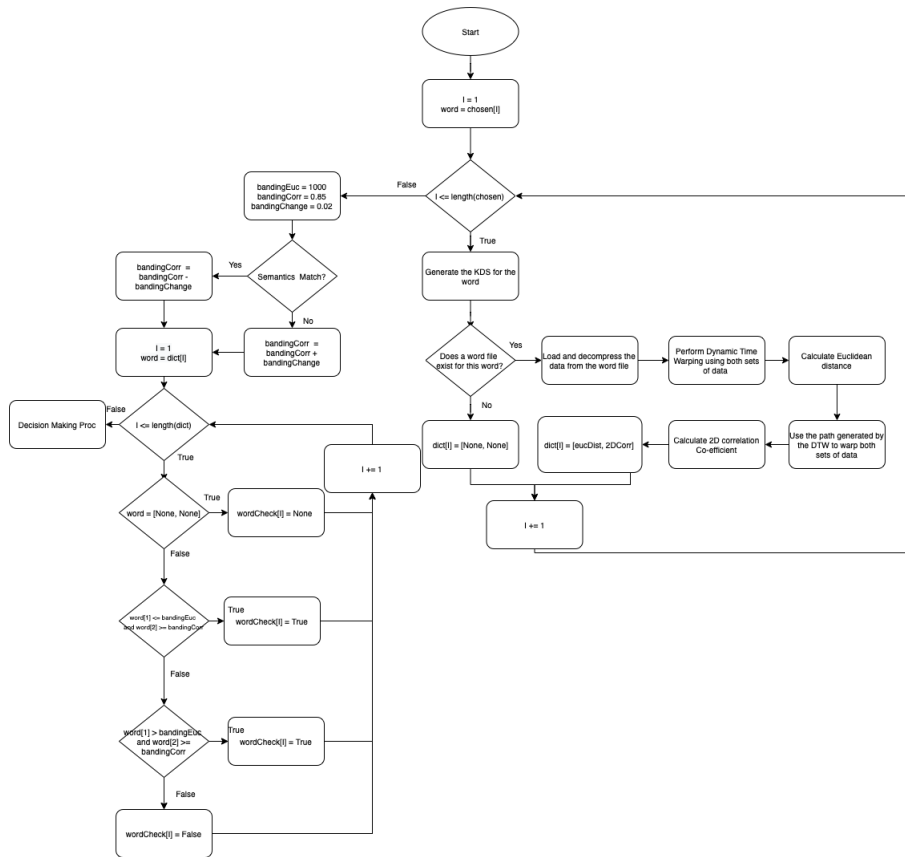 Start
I = 1
word = chosen[I]
I <= length(chosen)
False
True
bandingEuc = 1000
bandingCorr = 0.85
bandingChange = 0.02
Semantics  Match?
Yes
No
bandingCorr  =
bandingCorr -
bandingChange
bandingCorr  =
bandingCorr +
bandingChange
I = 1
word = dict[I]
Generate the KDS for the
word
Does a word file
exist for this word?
Yes
No
Load and decompress the
data from the word file
Perform Dynamic Time
Warping using both sets
of data
Calculate Euclidean
distance
Use the path generated by
the DTW to warp both
sets of data
Calculate 2D correlation
Co-efficient
dict[I] = [eucDist, 2DCorr]
dict[I] = [None, None]
I += 1
I <= length(dict)
False
Decision Making Proc
True
word = [None, None]
True
wordCheck[I] = None
I += 1
False
word[1] <= bandingEuc
and word[2] >= bandingCorr
True
wordCheck[I] = True
False
word[1] > bandingEuc
and word[2] >=
bandingCorr
True
wordCheck[I] = True
False
wordCheck[I] = False